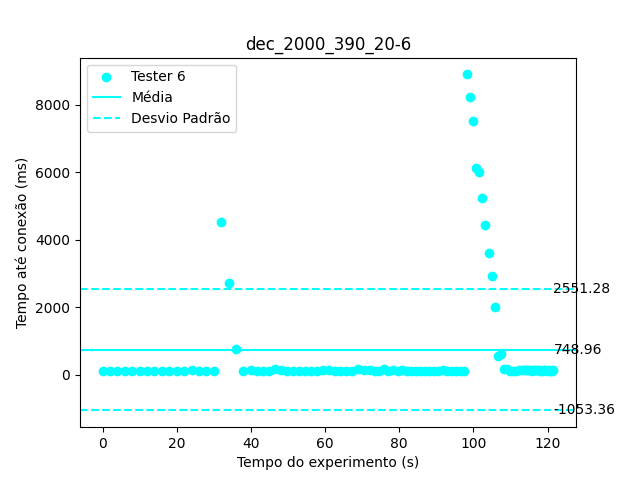 dec_2000_390_20-6
Tester 6
Média
Desvio Padrão
Tempo até conexão (ms)
8000
6000
4000
2000
0
2551.28
748.96
-1053.36
0 20 40 60 80 100 120
Tempo do experimento (s)